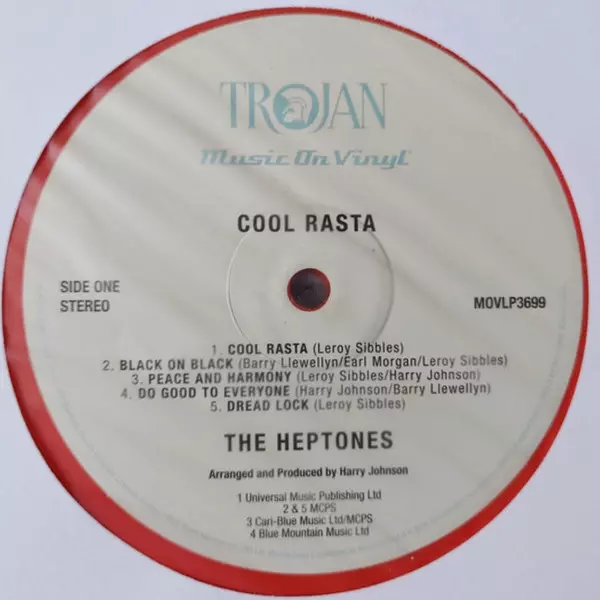 TROJAN
Music On Vinyl
COOL RASTA
SIDE ONE
STEREO
MOVLP3699
1. COOL RASTA (Leroy Sibbles)
2. BLACK ON BLACK (Barry Llewellyn/Earl Morgan/Leroy Sibbles)
3. PEACE AND HARMONY (Leroy Sibbles/Harry Johnson)
4. DO GOOD TO EVERYONE (Harry Johnson/Barry Llewellyn)
5. DREAD LOCK (Leroy Sibbles)
THE HEPTONES
Arranged and Produced by Harry Johnson
1 Universal Music Publishing Ltd
2 & 5 MCPS
3 Cari-Blue Music Ltd/MCPS
4 Blue Mountain Music Ltd